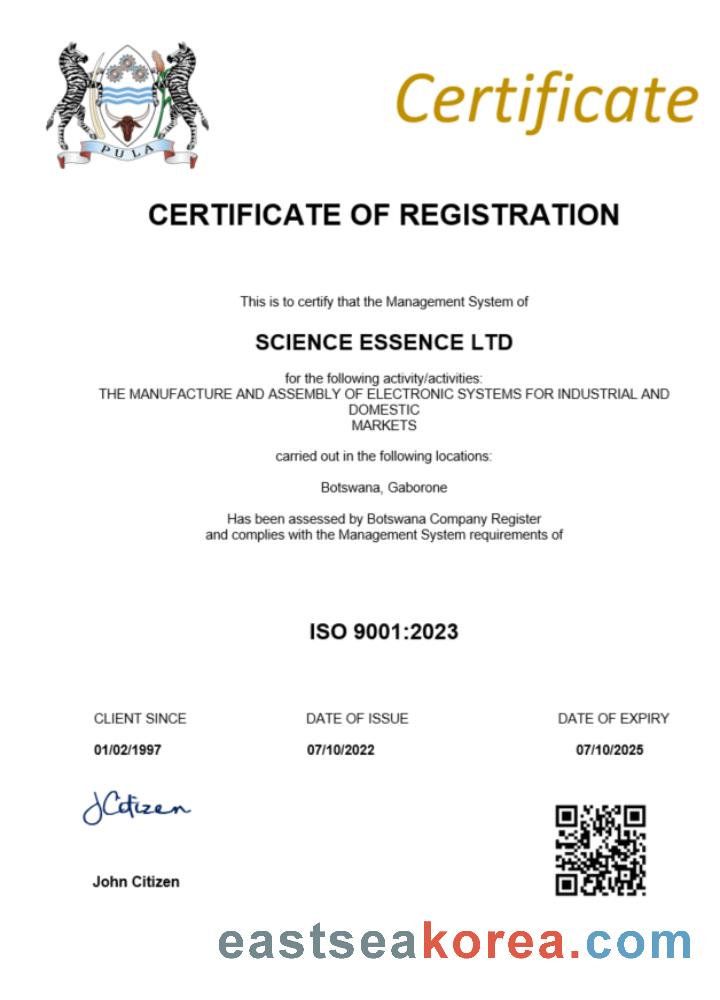 PULA
Certificate
CERTIFICATE OF REGISTRATION
This is to certify that the Management System of
SCIENCE ESSENCE LTD
for the following activity/activities:
THE MANUFACTURE AND ASSEMBLY OF ELECTRONIC SYSTEMS FOR INDUSTRIAL AND
DOMESTIC
MARKETS
carried out in the following locations:
Botswana, Gaborone
Has been assessed by Botswana Company Register
and complies with the Management System requirements of
ISO 9001:2023
CLIENT SINCE DATE OF ISSUE DATE OF EXPIRY
01/02/1997 07/10/2022 07/10/2025
JCitizen
John Citizen
eastseakorea.com